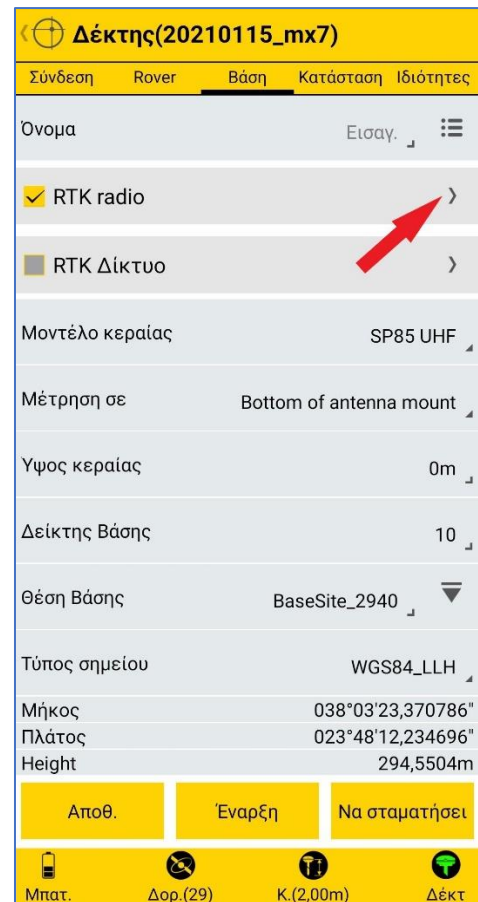 Δέκτης(20210115_mx7)
Σύνδεση Rover Βάση Κατάσταση Ιδιότητες
Όνομα Εισαγ.
RTK radio
RTK Δίκτυο
Μοντέλο κεραίας SP85 UHF
Μέτρηση σε Bottom of antenna mount
Υψος κεραίας 0m
Δείκτης Βάσης 10
Θέση Βάσης BaseSite_2940
Τύπος σημείου WGS84_LLH
Μήκος 038°03'23,370786"
Πλάτος 023°48'12,234696"
Height 294,5504m
Αποθ. Έναρξη Να σταματήσει
Μπατ. Δορ.(29) Κ.(2,00m) Δέκτ